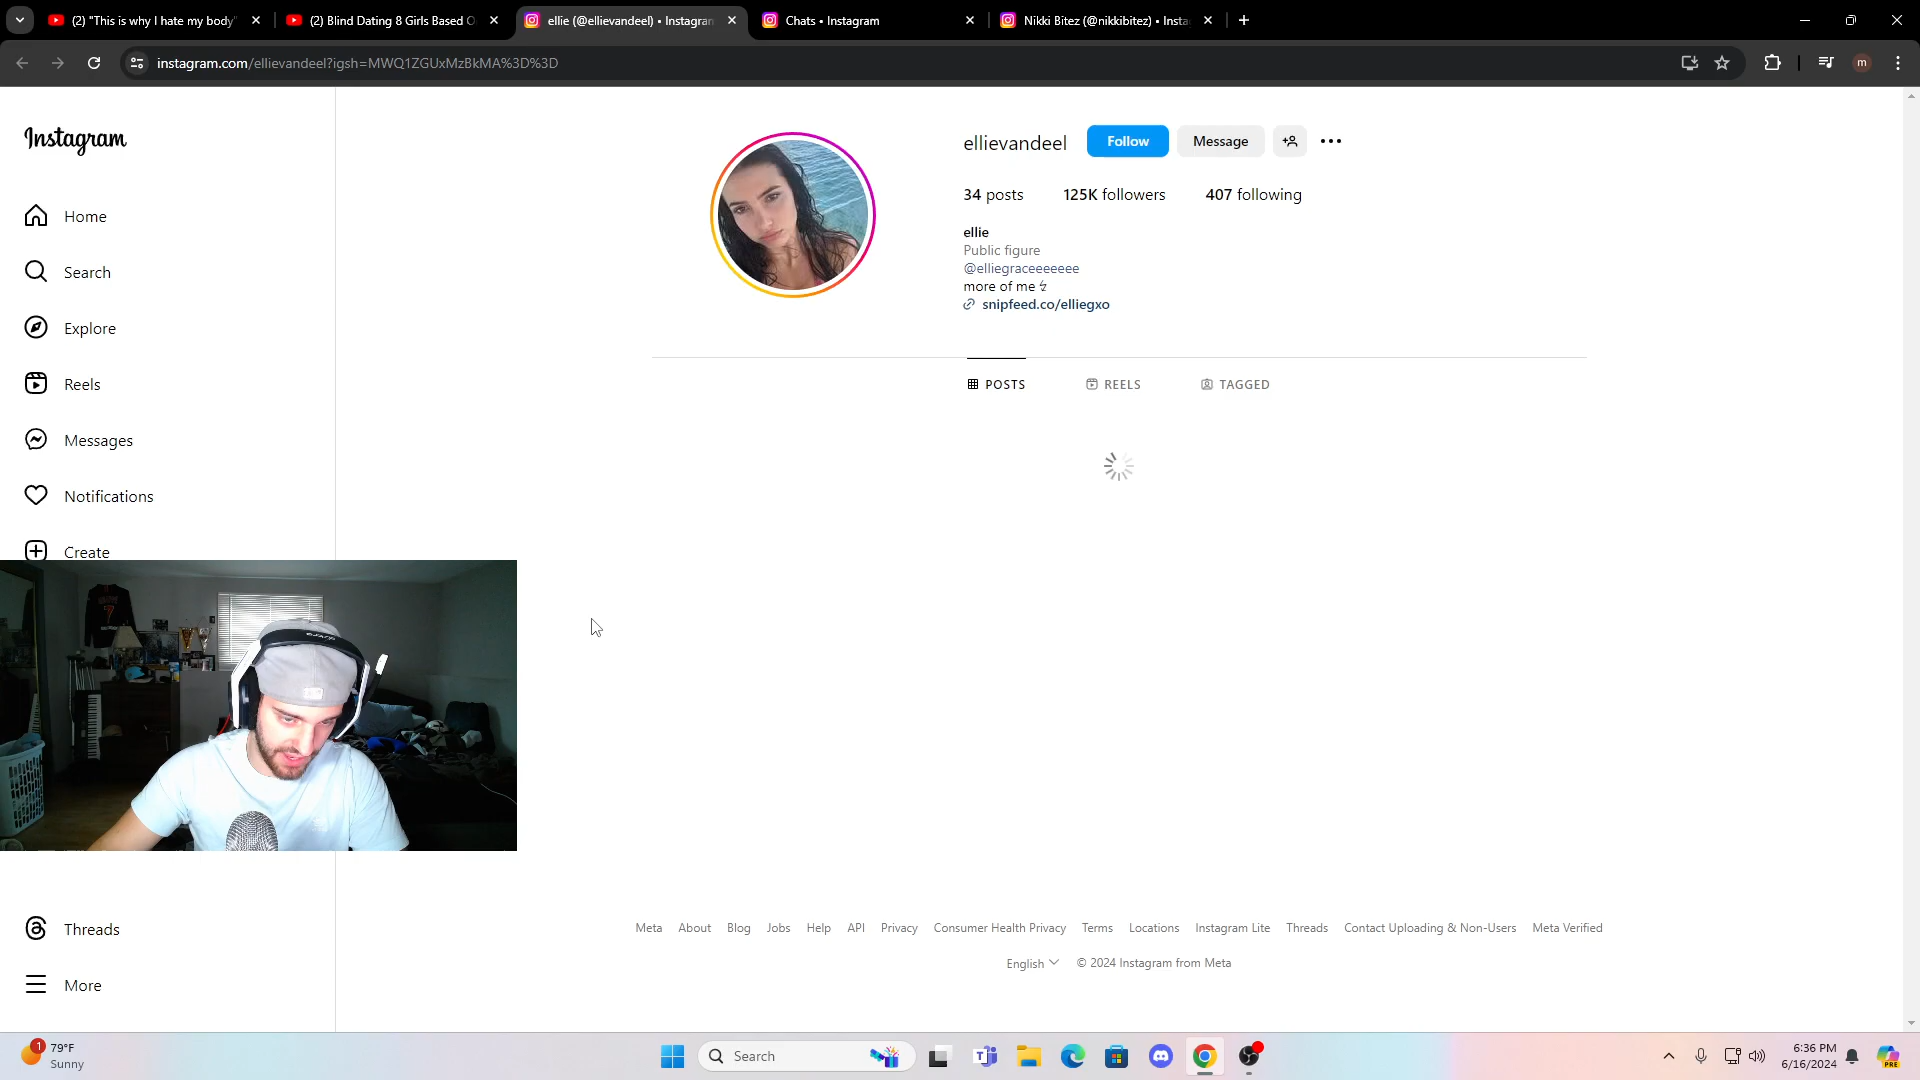 (2) "This is why I hate my body"
(2) Blind Dating 8 Girls Based O
ellie (@ellievandeel) • Instagram
Chats • Instagram
Nikki Bitez (@nikkibitez) • Insta
instagram.com/ellievandeel?igsh=MWQ1ZGUxMzBkMA%3D%3D
m
Instagram
Home
Search
Explore
Reels
Messages
Notifications
Create
Threads
More
ellievandeel Follow Message
34 posts 125K followers 407 following
ellie
Public figure
@elliegraceeeeeee
more of me
snipfeed.co/elliegxo
POSTS REELS TAGGED
Meta About Blog Jobs Help API Privacy Consumer Health Privacy Terms Locations Instagram Lite Threads Contact Uploading & Non-Users Meta Verified
English © 2024 Instagram from Meta
1
79°F
Sunny
Search
6:36 PM
6/16/2024
PRE